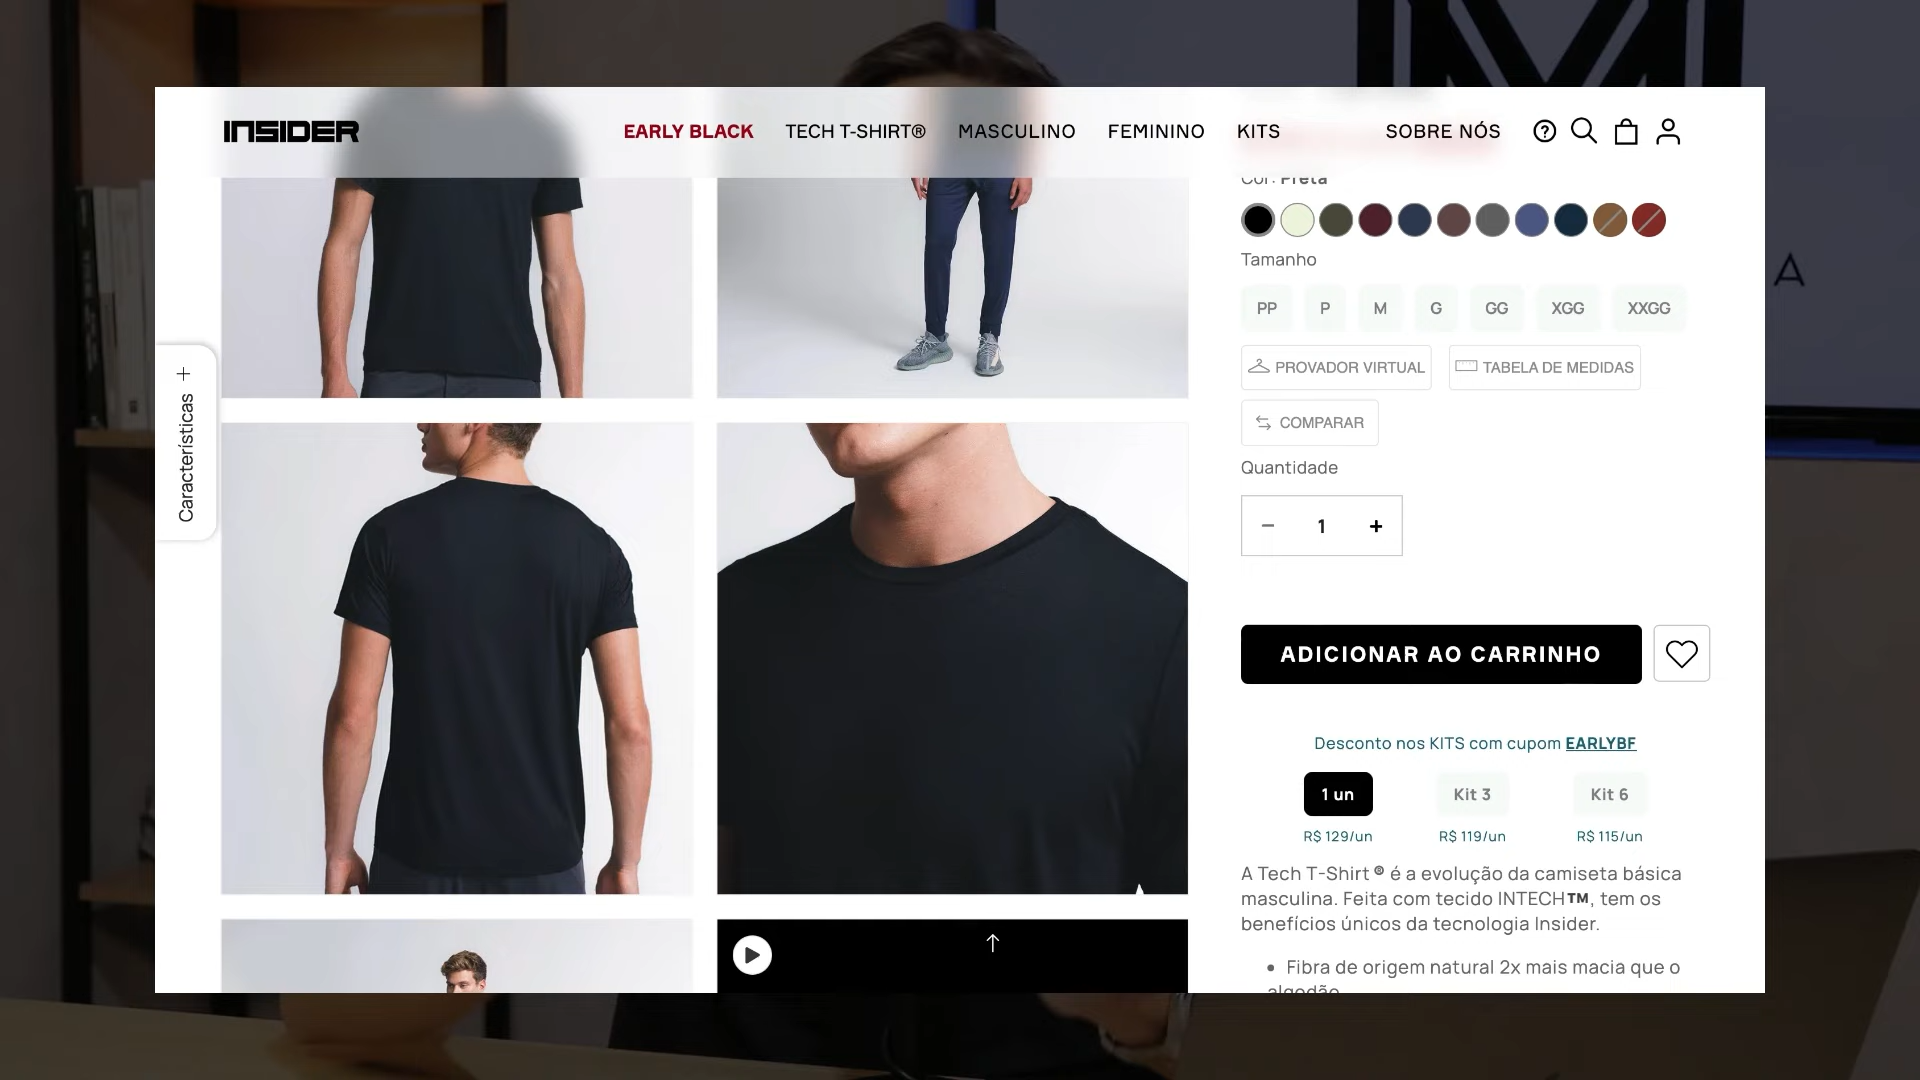 INSIDER
EARLY BLACK TECH T-SHIRT® MASCULINO FEMININO KITS SOBRE NÓS
Cor: Preta
Tamanho
PP P M G GG XGG XXGG
PROVADOR VIRTUAL TABELA DE MEDIDAS
COMPARAR
Quantidade
− 1 +
ADICIONAR AO CARRINHO
Desconto nos KITS com cupom EARLYBF
1 un Kit 3 Kit 6
R$ 129/un R$ 119/un R$ 115/un
A Tech T-Shirt ® é a evolução da camiseta básica
masculina. Feita com tecido INTECH™, tem os
benefícios únicos da tecnologia Insider.
• Fibra de origem natural 2x mais macia que o
algodão
+ Características
A